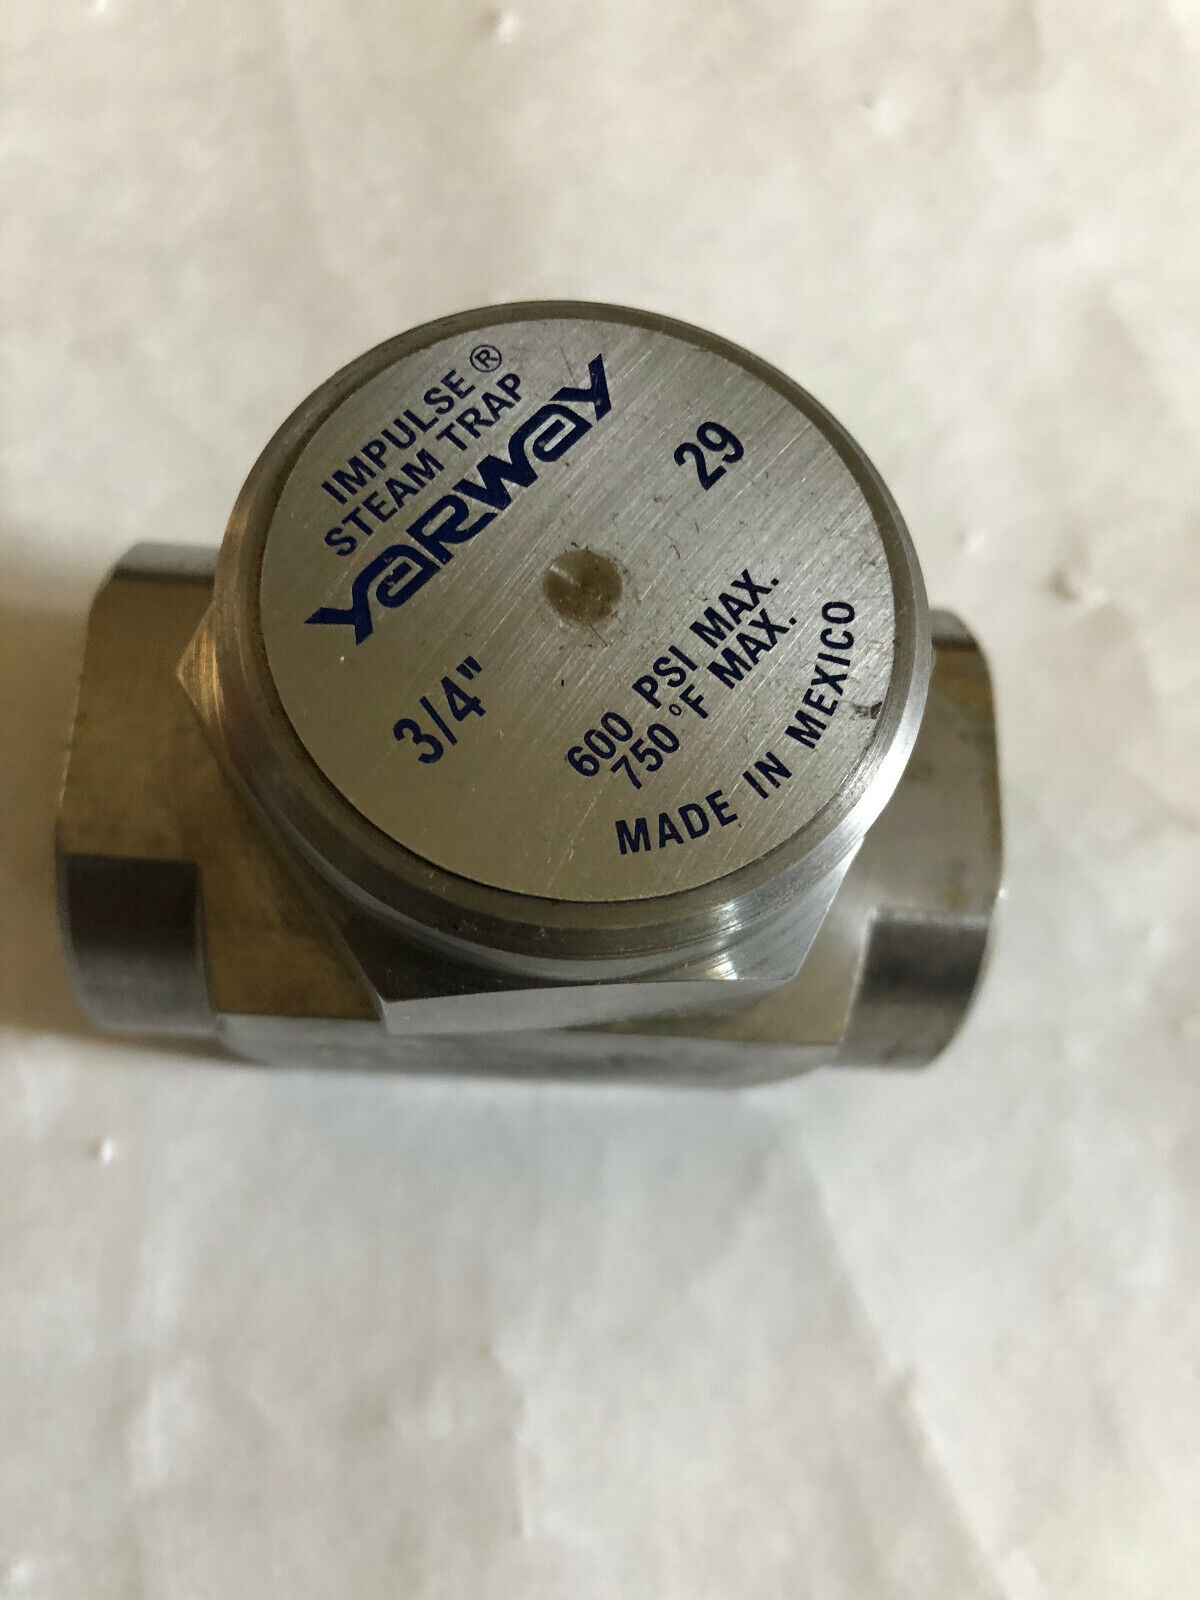 IMPULSE ®
STEAM TRAP
YARWAY
29
3/4"
600 PSI MAX.
750 °F MAX.
MADE IN MEXICO